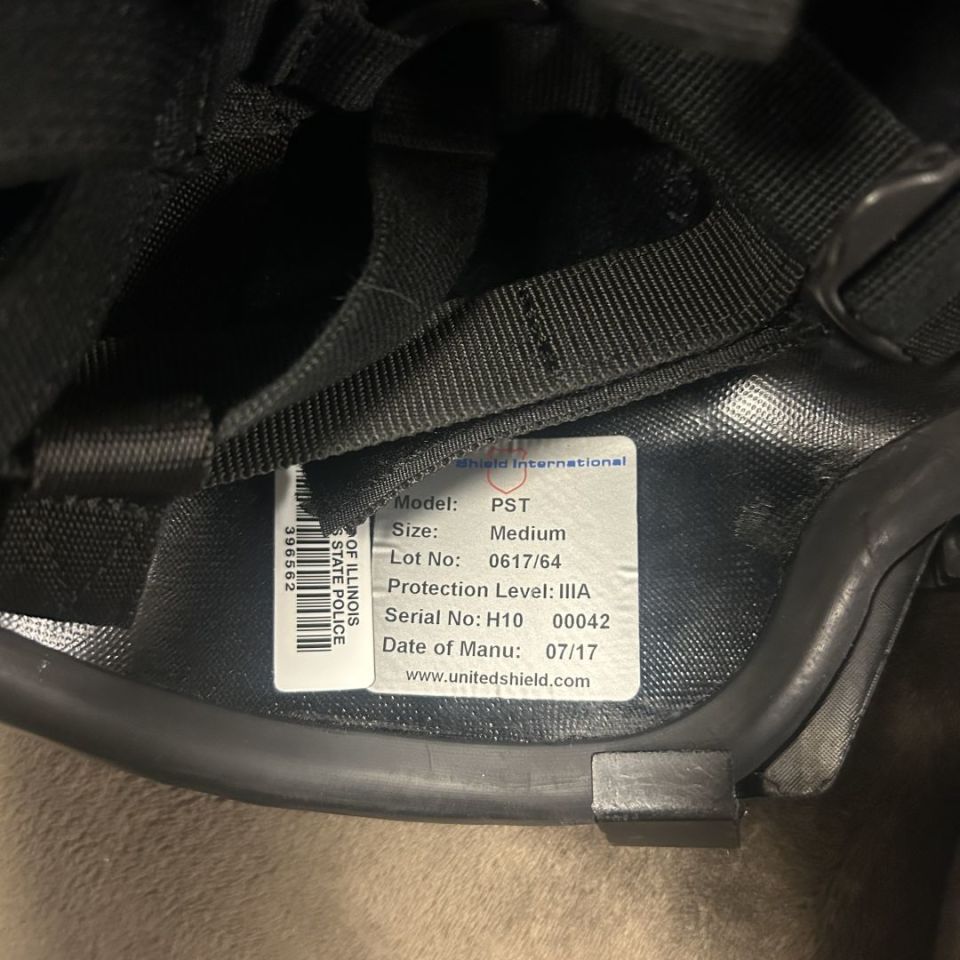 Shield International
Model: PST
Size: Medium
Lot No: 0617/64
Protection Level: IIIA
Serial No: H10 00042
Date of Manu: 07/17
www.unitedshield.com
OF ILLINOIS
STATE POLICE
396562